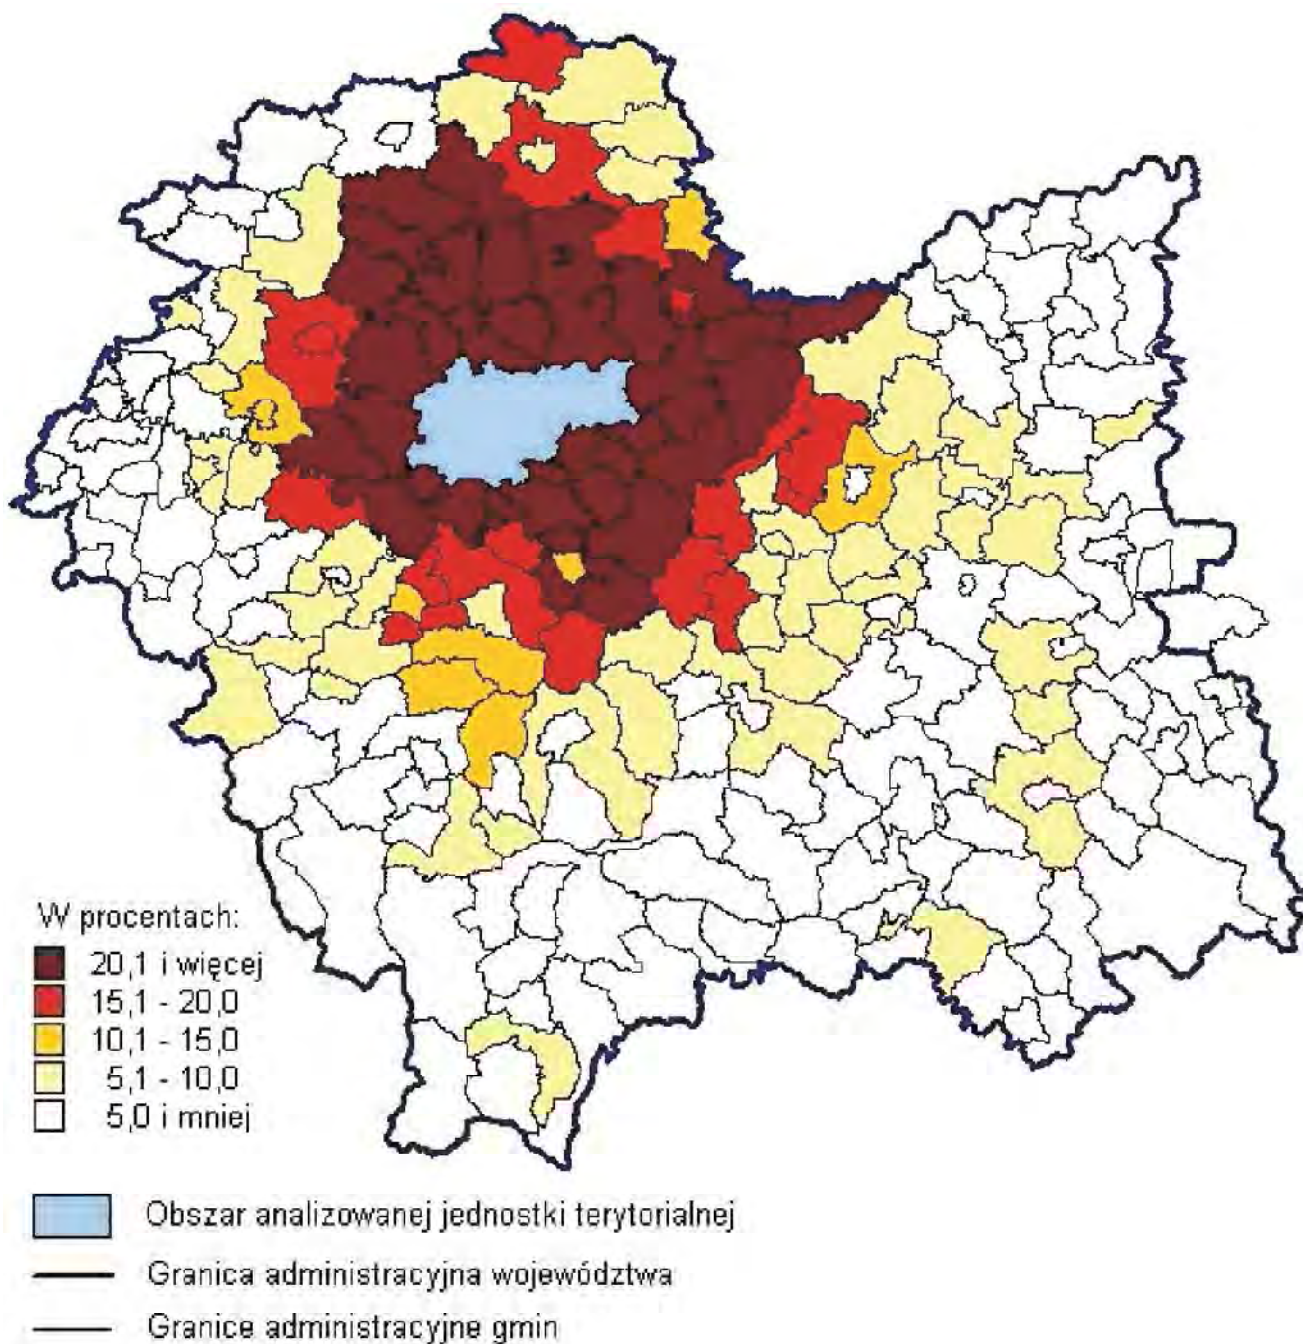 W procentach:
20,1 i więcej
15,1 - 20,0
10,1 - 15,0
5,1 - 10,0
5,0 i mniej
Obszar analizowanej jednostki terytorialnej
Granica administracyjna województwa
Granice administracyjne gmin